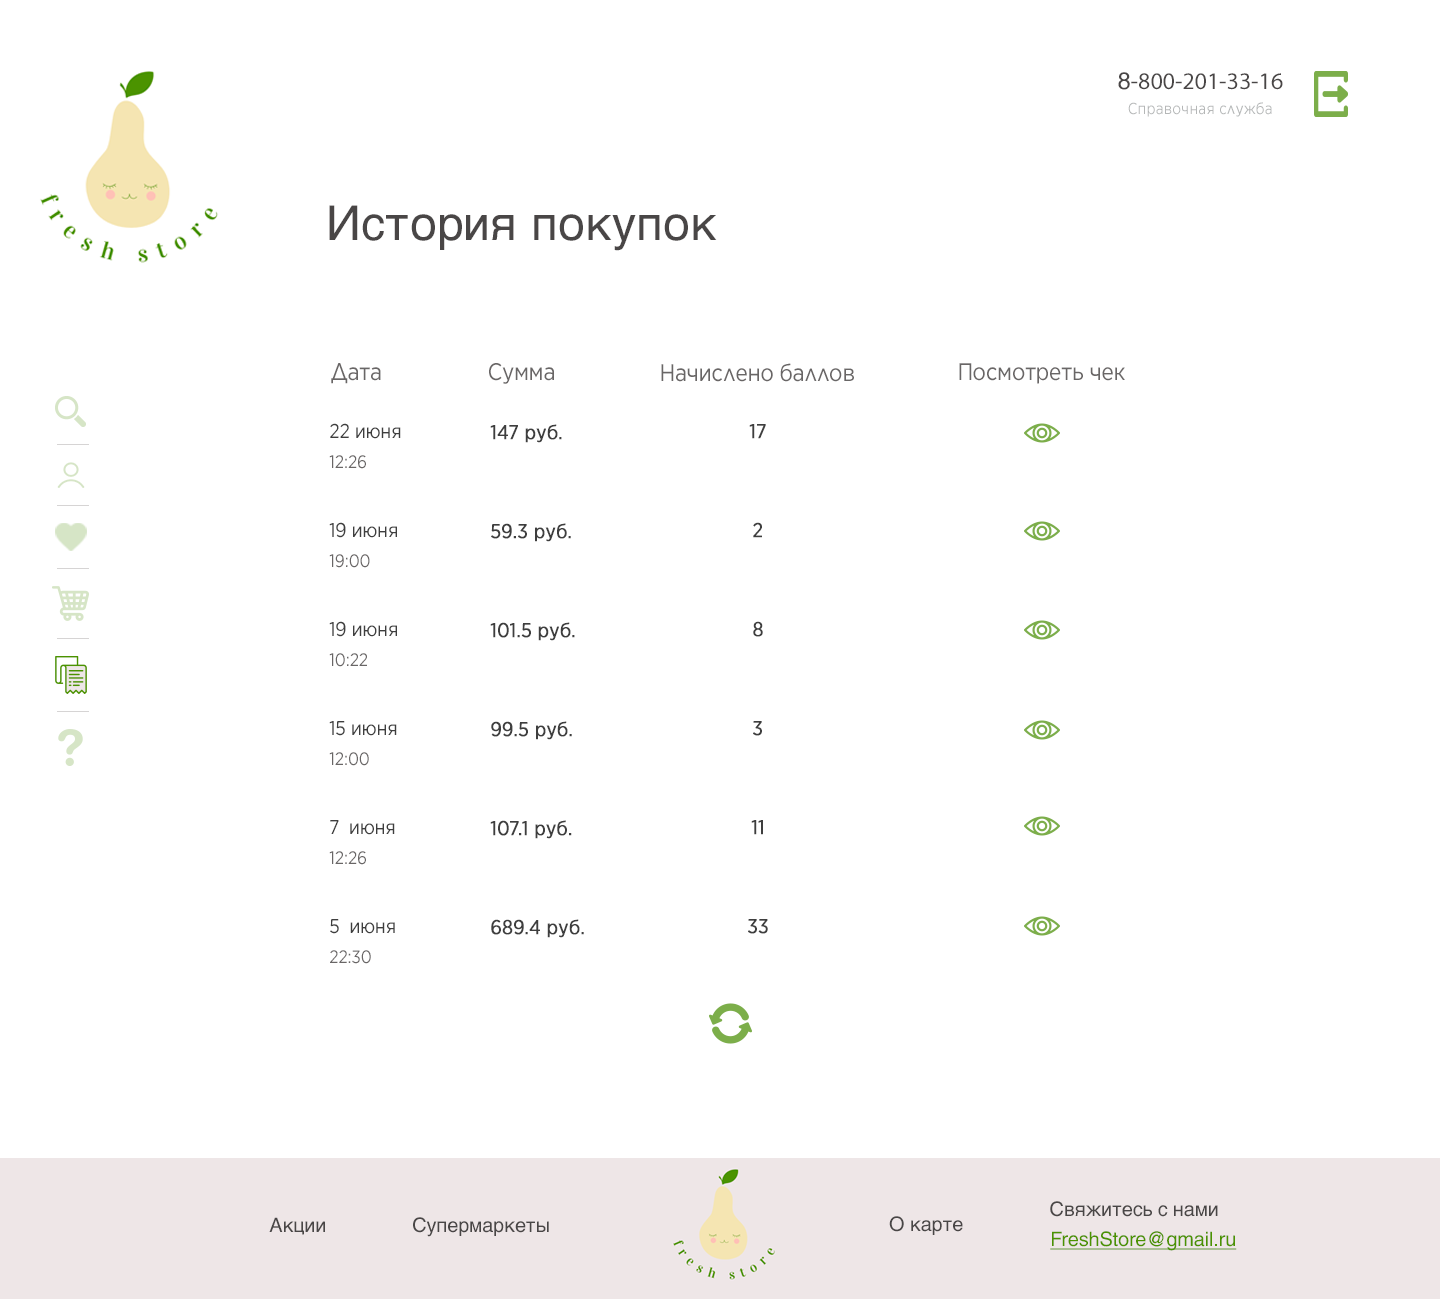 8-800-201-33-16
Справочная служба
fresh store
История покупок
Дата Сумма Начислено баллов Посмотреть чек
22 июня 147 руб. 17
12:26
19 июня 59.3 руб. 2
19:00
19 июня 101.5 руб. 8
10:22
15 июня 99.5 руб. 3
12:00
7 июня 107.1 руб. 11
12:26
5 июня 689.4 руб. 33
22:30
Акции Супермаркеты fresh store О карте Свяжитесь с нами
FreshStore@gmail.ru